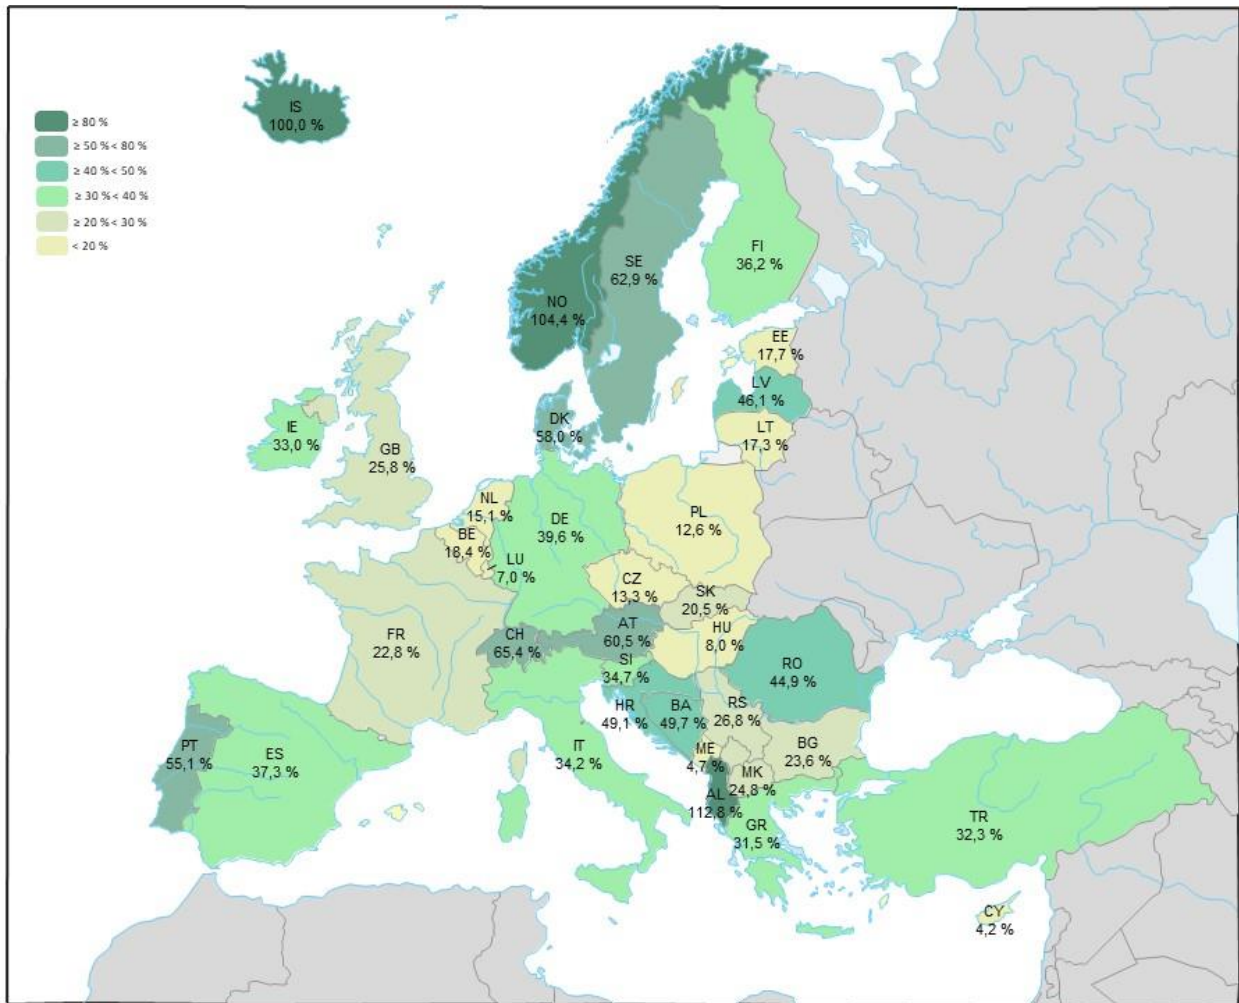 ≥ 80 %
≥ 50 % < 80 %
≥ 40 % < 50 %
≥ 30 % < 40 %
≥ 20 % < 30 %
< 20 %
IS
100,0 %
NO
104,4 %
SE
62,9 %
FI
36,2 %
EE
17,7 %
LV
46,1 %
LT
17,3 %
DK
58,0 %
IE
33,0 %
GB
25,8 %
NL
15,1 %
BE
18,4 %
LU
7,0 %
DE
39,6 %
PL
12,6 %
CZ
13,3 %
SK
20,5 %
FR
22,8 %
CH
65,4 %
AT
60,5 %
HU
8,0 %
SI
34,7 %
RO
44,9 %
HR
49,1 %
BA
49,7 %
RS
26,8 %
PT
55,1 %
ES
37,3 %
IT
34,2 %
ME
4,7 %
BG
23,6 %
MK
24,8 %
AL
112,8 %
GR
31,5 %
TR
32,3 %
CY
4,2 %